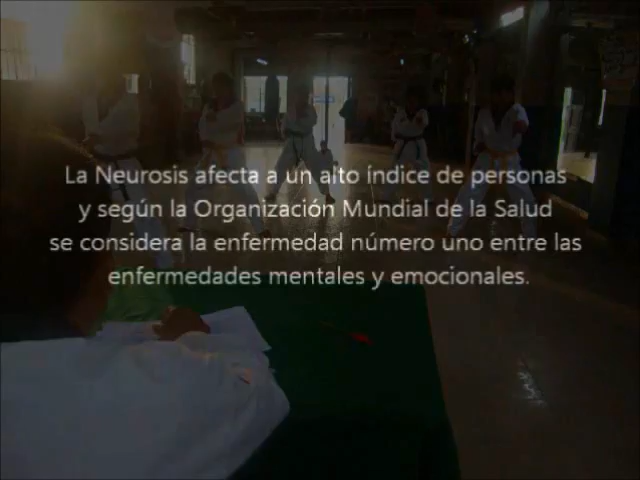 La Neurosis afecta a un alto índice de personas
y según la Organización Mundial de la Salud
se considera la enfermedad número uno entre las
enfermedades mentales y emocionales.